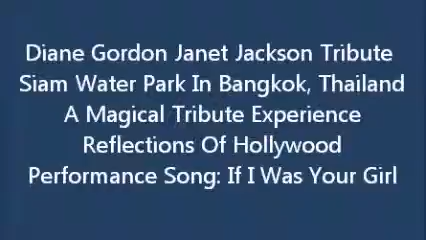 Diane Gordon Janet Jackson Tribute
Siam Water Park In Bangkok, Thailand
A Magical Tribute Experience
Reflections Of Hollywood
Performance Song: If I Was Your Girl